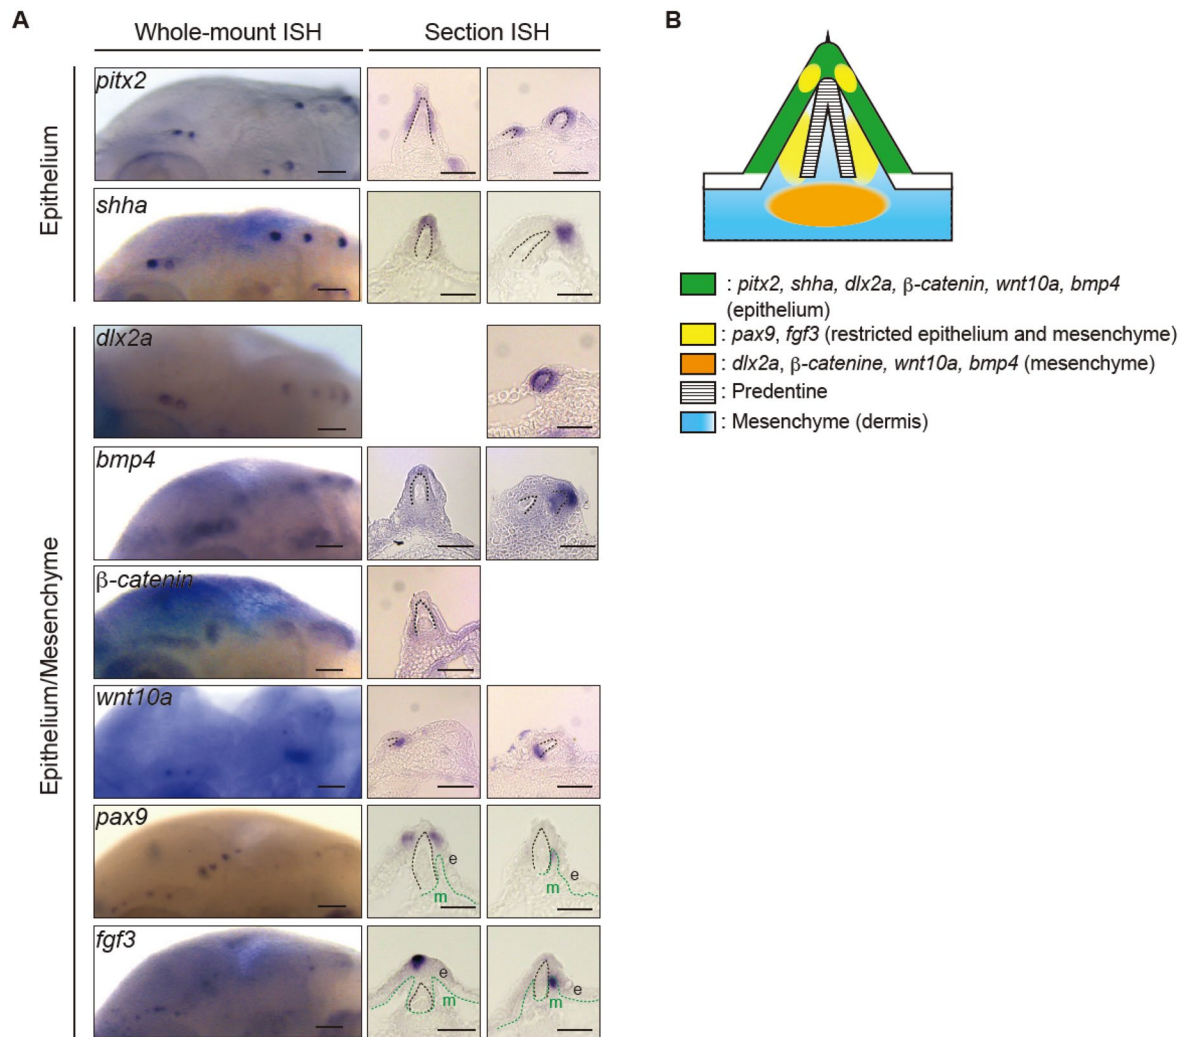 A
Whole-mount ISH
Section ISH
Epithelium
pitx2
shha
Epithelium/Mesenchyme
dlx2a
bmp4
β-catenin
wnt10a
pax9
e
m
e
m
fgf3
e
m
e
m
B
: pitx2, shha, dlx2a, β-catenin, wnt10a, bmp4
(epithelium)
: pax9, fgf3 (restricted epithelium and mesenchyme)
: dlx2a, β-catenine, wnt10a, bmp4 (mesenchyme)
: Predentine
: Mesenchyme (dermis)